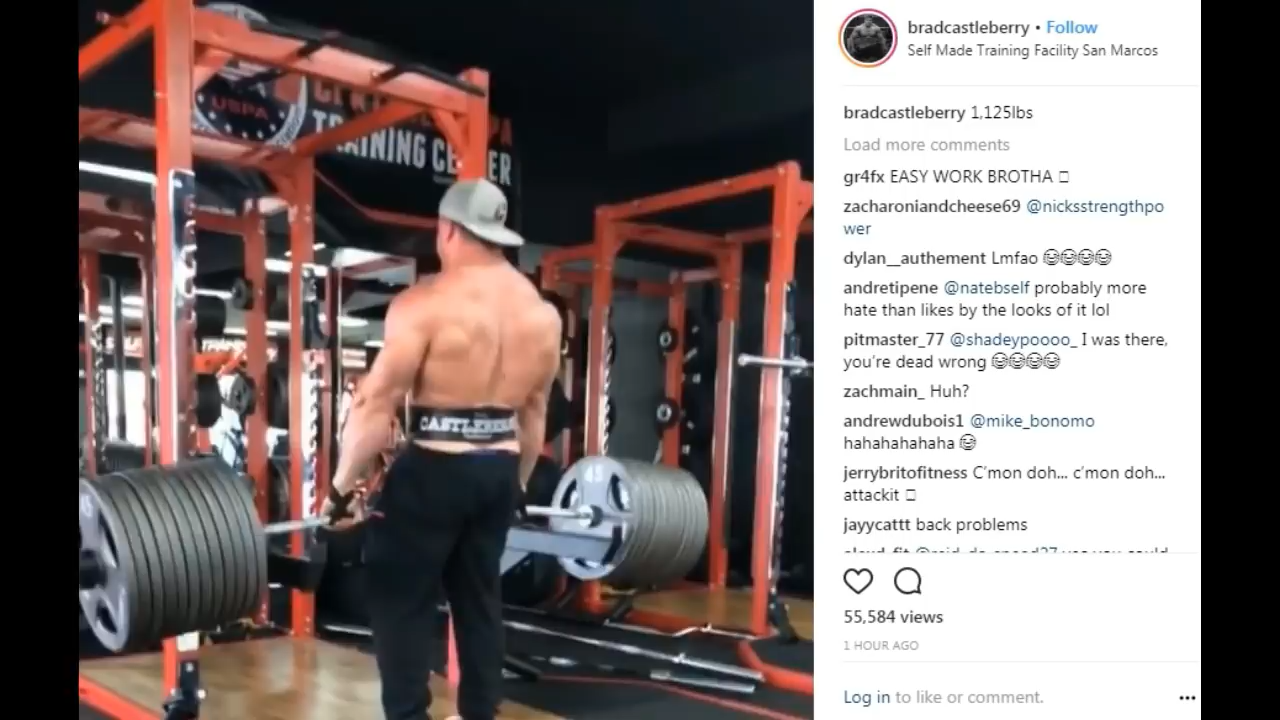 USPA
TRAINING CE ER
CASTLEBERRY
45
bradcastleberry • Follow
Self Made Training Facility San Marcos
bradcastleberry 1,125lbs
Load more comments
gr4fx EASY WORK BROTHA
zacharoniandcheese69 @nicksstrengthpo
wer
dylan__authement Lmfao 😂😂😂😂
andretipene @natebself probably more
hate than likes by the looks of it lol
pitmaster_77 @shadeypoooo_ I was there,
you're dead wrong 😂😂😂😂
zachmain_ Huh?
andrewdubois1 @mike_bonomo
hahahahahaha 😂
jerrybritofitness C'mon doh... c'mon doh...
attackit
jayycattt back problems
55,584 views
1 HOUR AGO
Log in to like or comment.